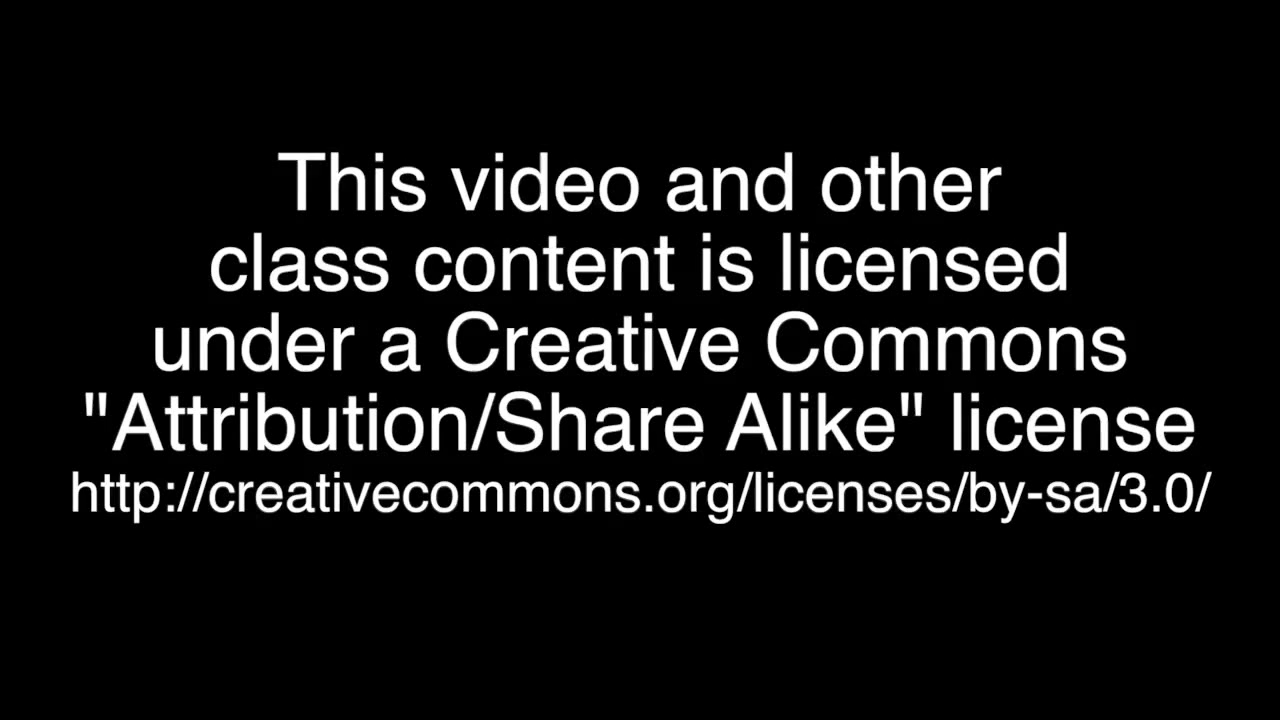 This video and other
class content is licensed
under a Creative Commons
"Attribution/Share Alike" license
http://creativecommons.org/licenses/by-sa/3.0/